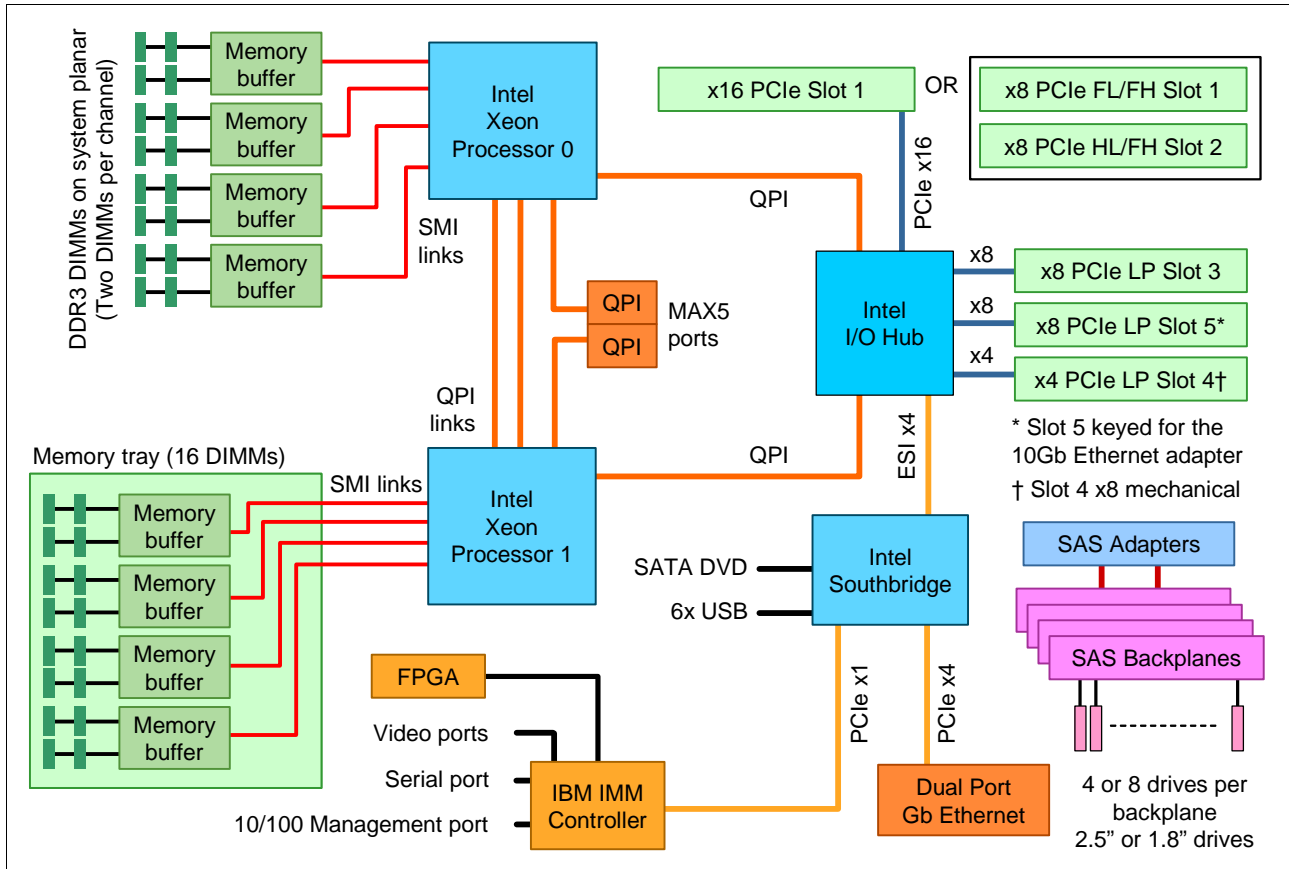 DDR3 DIMMs on system planar
(Two DIMMs per channel)
Memory
buffer
Memory
buffer
Memory
buffer
Memory
buffer
SMI
links
Intel
Xeon
Processor 0
QPI
x16 PCIe Slot 1
OR
x8 PCIe FL/FH Slot 1
x8 PCIe HL/FH Slot 2
PCIe x16
Intel
I/O Hub
x8
x8 PCIe LP Slot 3
x8
x8 PCIe LP Slot 5*
x4
x4 PCIe LP Slot 4†
QPI
QPI
MAX5
ports
QPI
links
* Slot 5 keyed for the
10Gb Ethernet adapter
† Slot 4 x8 mechanical
Memory tray (16 DIMMs)
Memory
buffer
Memory
buffer
Memory
buffer
Memory
buffer
SMI links
Intel
Xeon
Processor 1
QPI
ESI x4
SATA DVD
6x USB
Intel
Southbridge
SAS Adapters
SAS Backplanes
4 or 8 drives per
backplane
2.5” or 1.8” drives
FPGA
Video ports
Serial port
10/100 Management port
IBM IMM
Controller
PCIe x1
PCIe x4
Dual Port
Gb Ethernet